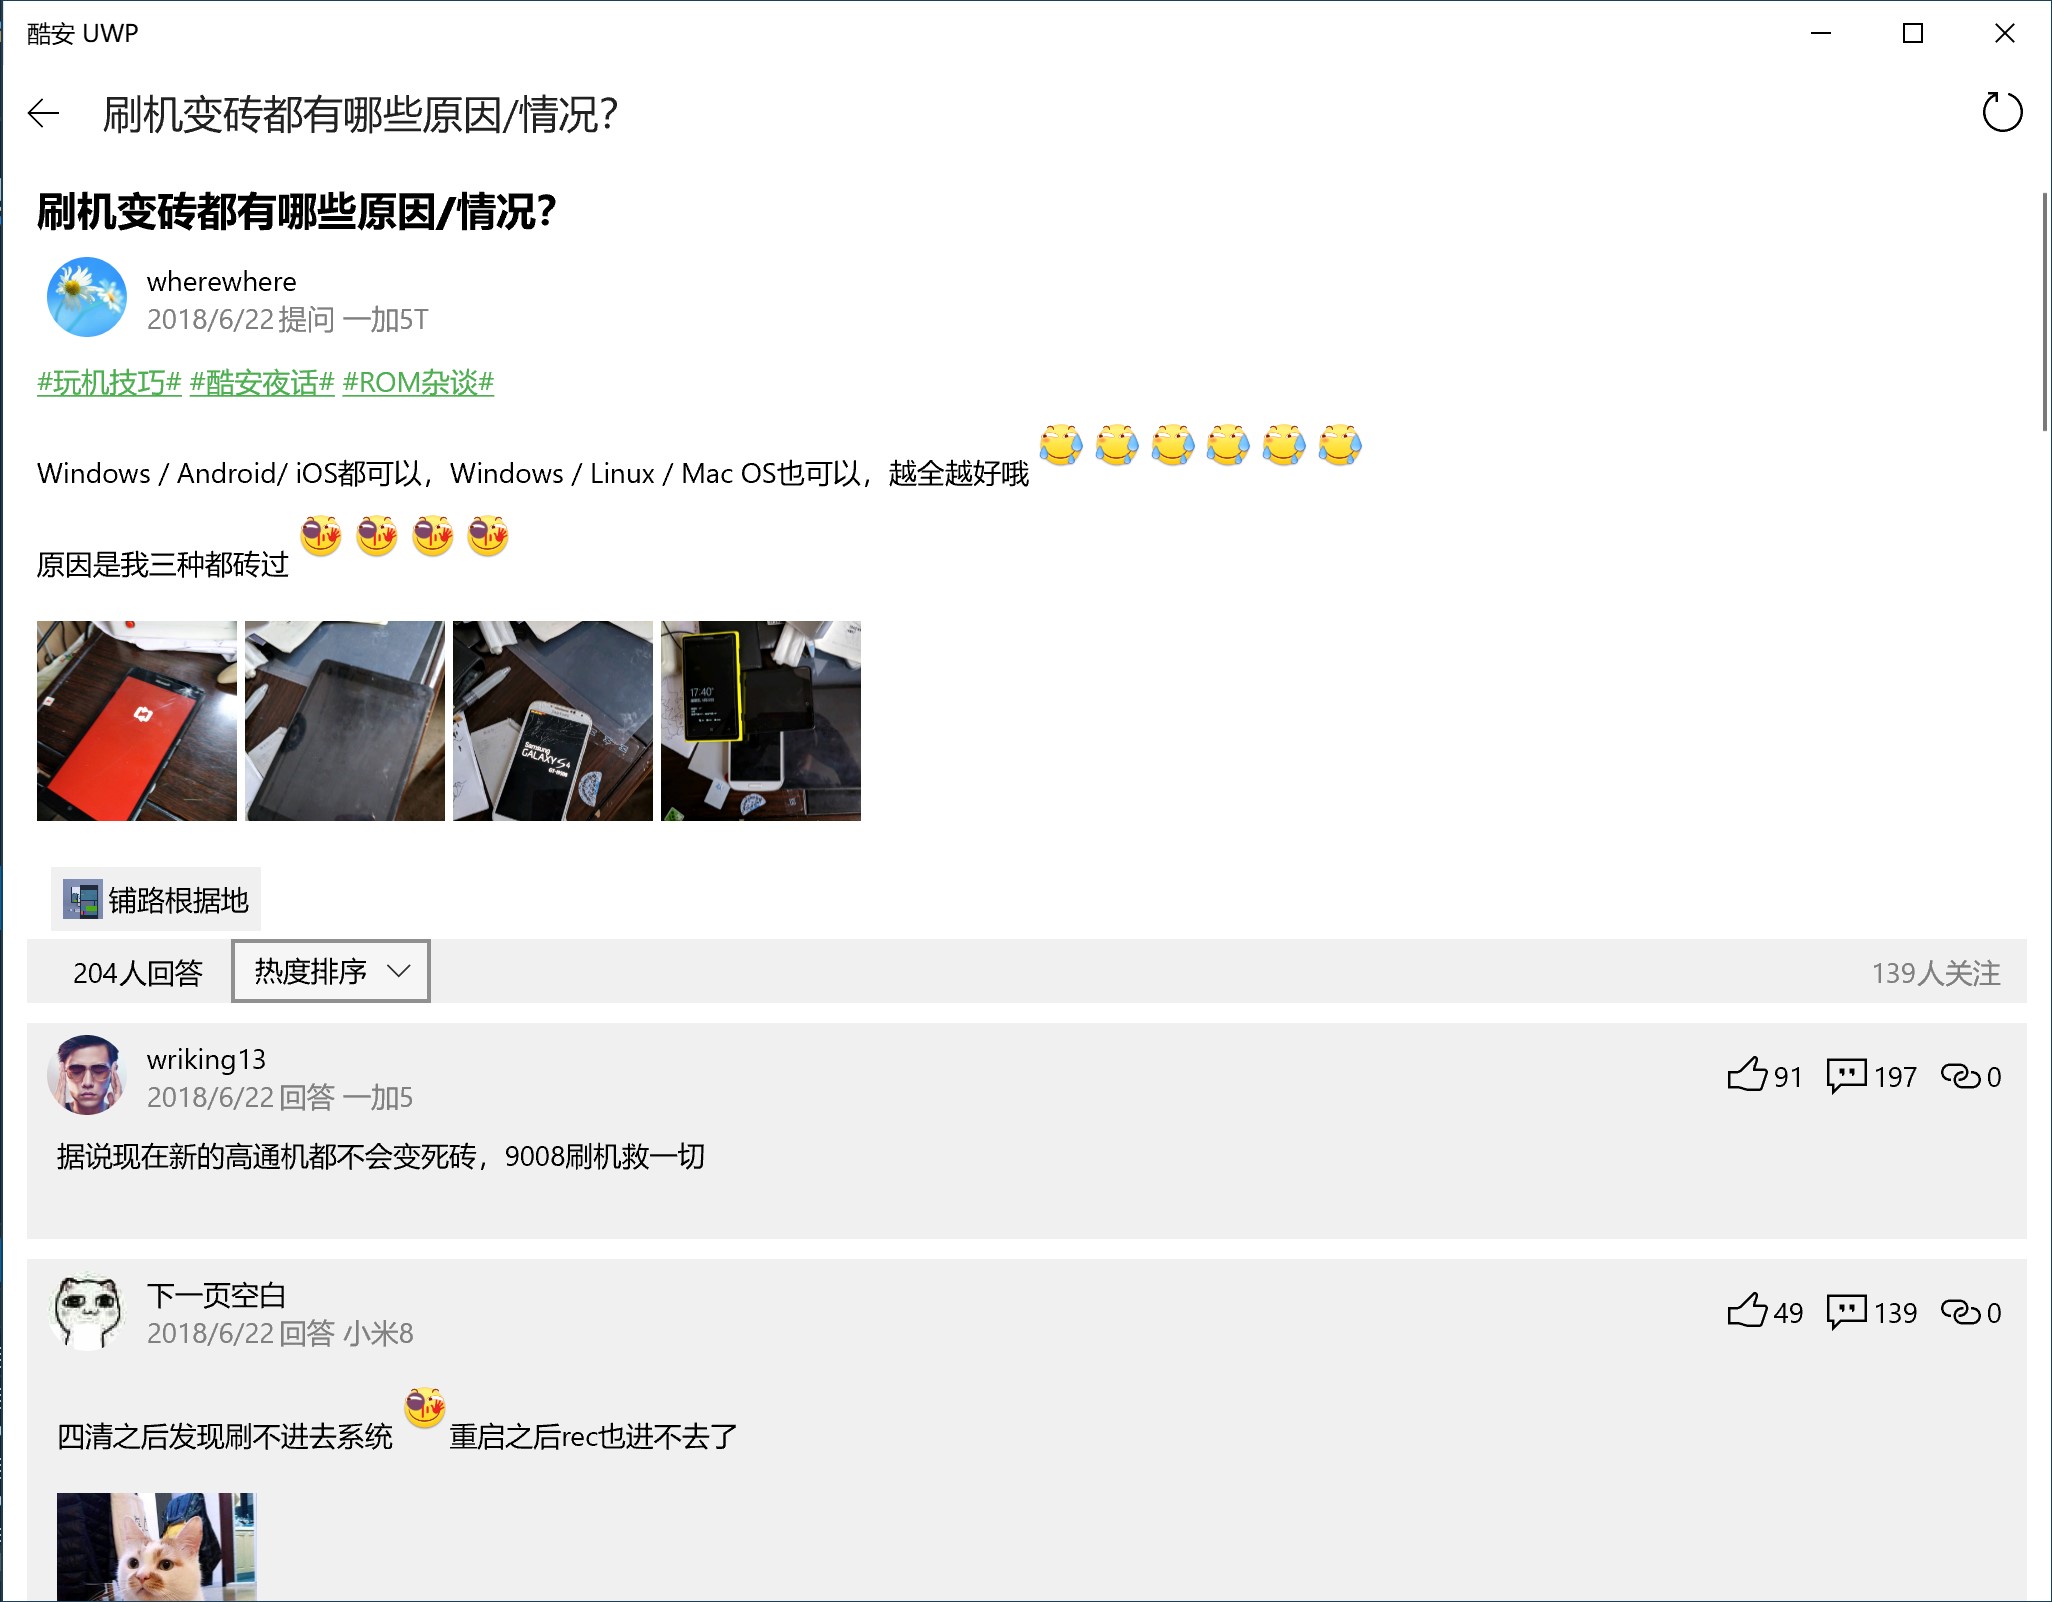 酷安 UWP
刷机变砖都有哪些原因/情况?
刷机变砖都有哪些原因/情况?
wherewhere
2018/6/22提问 一加5T
#玩机技巧# #酷安夜话# #ROM杂谈#
Windows / Android/ iOS都可以，Windows / Linux / Mac OS也可以，越全越好哦
原因是我三种都砖过
Samsung
GALAXY S4
17:40
铺路根据地
204人回答 热度排序
139人关注
wriking13
2018/6/22回答 一加5
91 197 0
据说现在新的高通机都不会变死砖，9008刷机救一切
下一页空白
2018/6/22回答 小米8
49 139 0
四清之后发现刷不进去系统 重启之后rec也进不去了